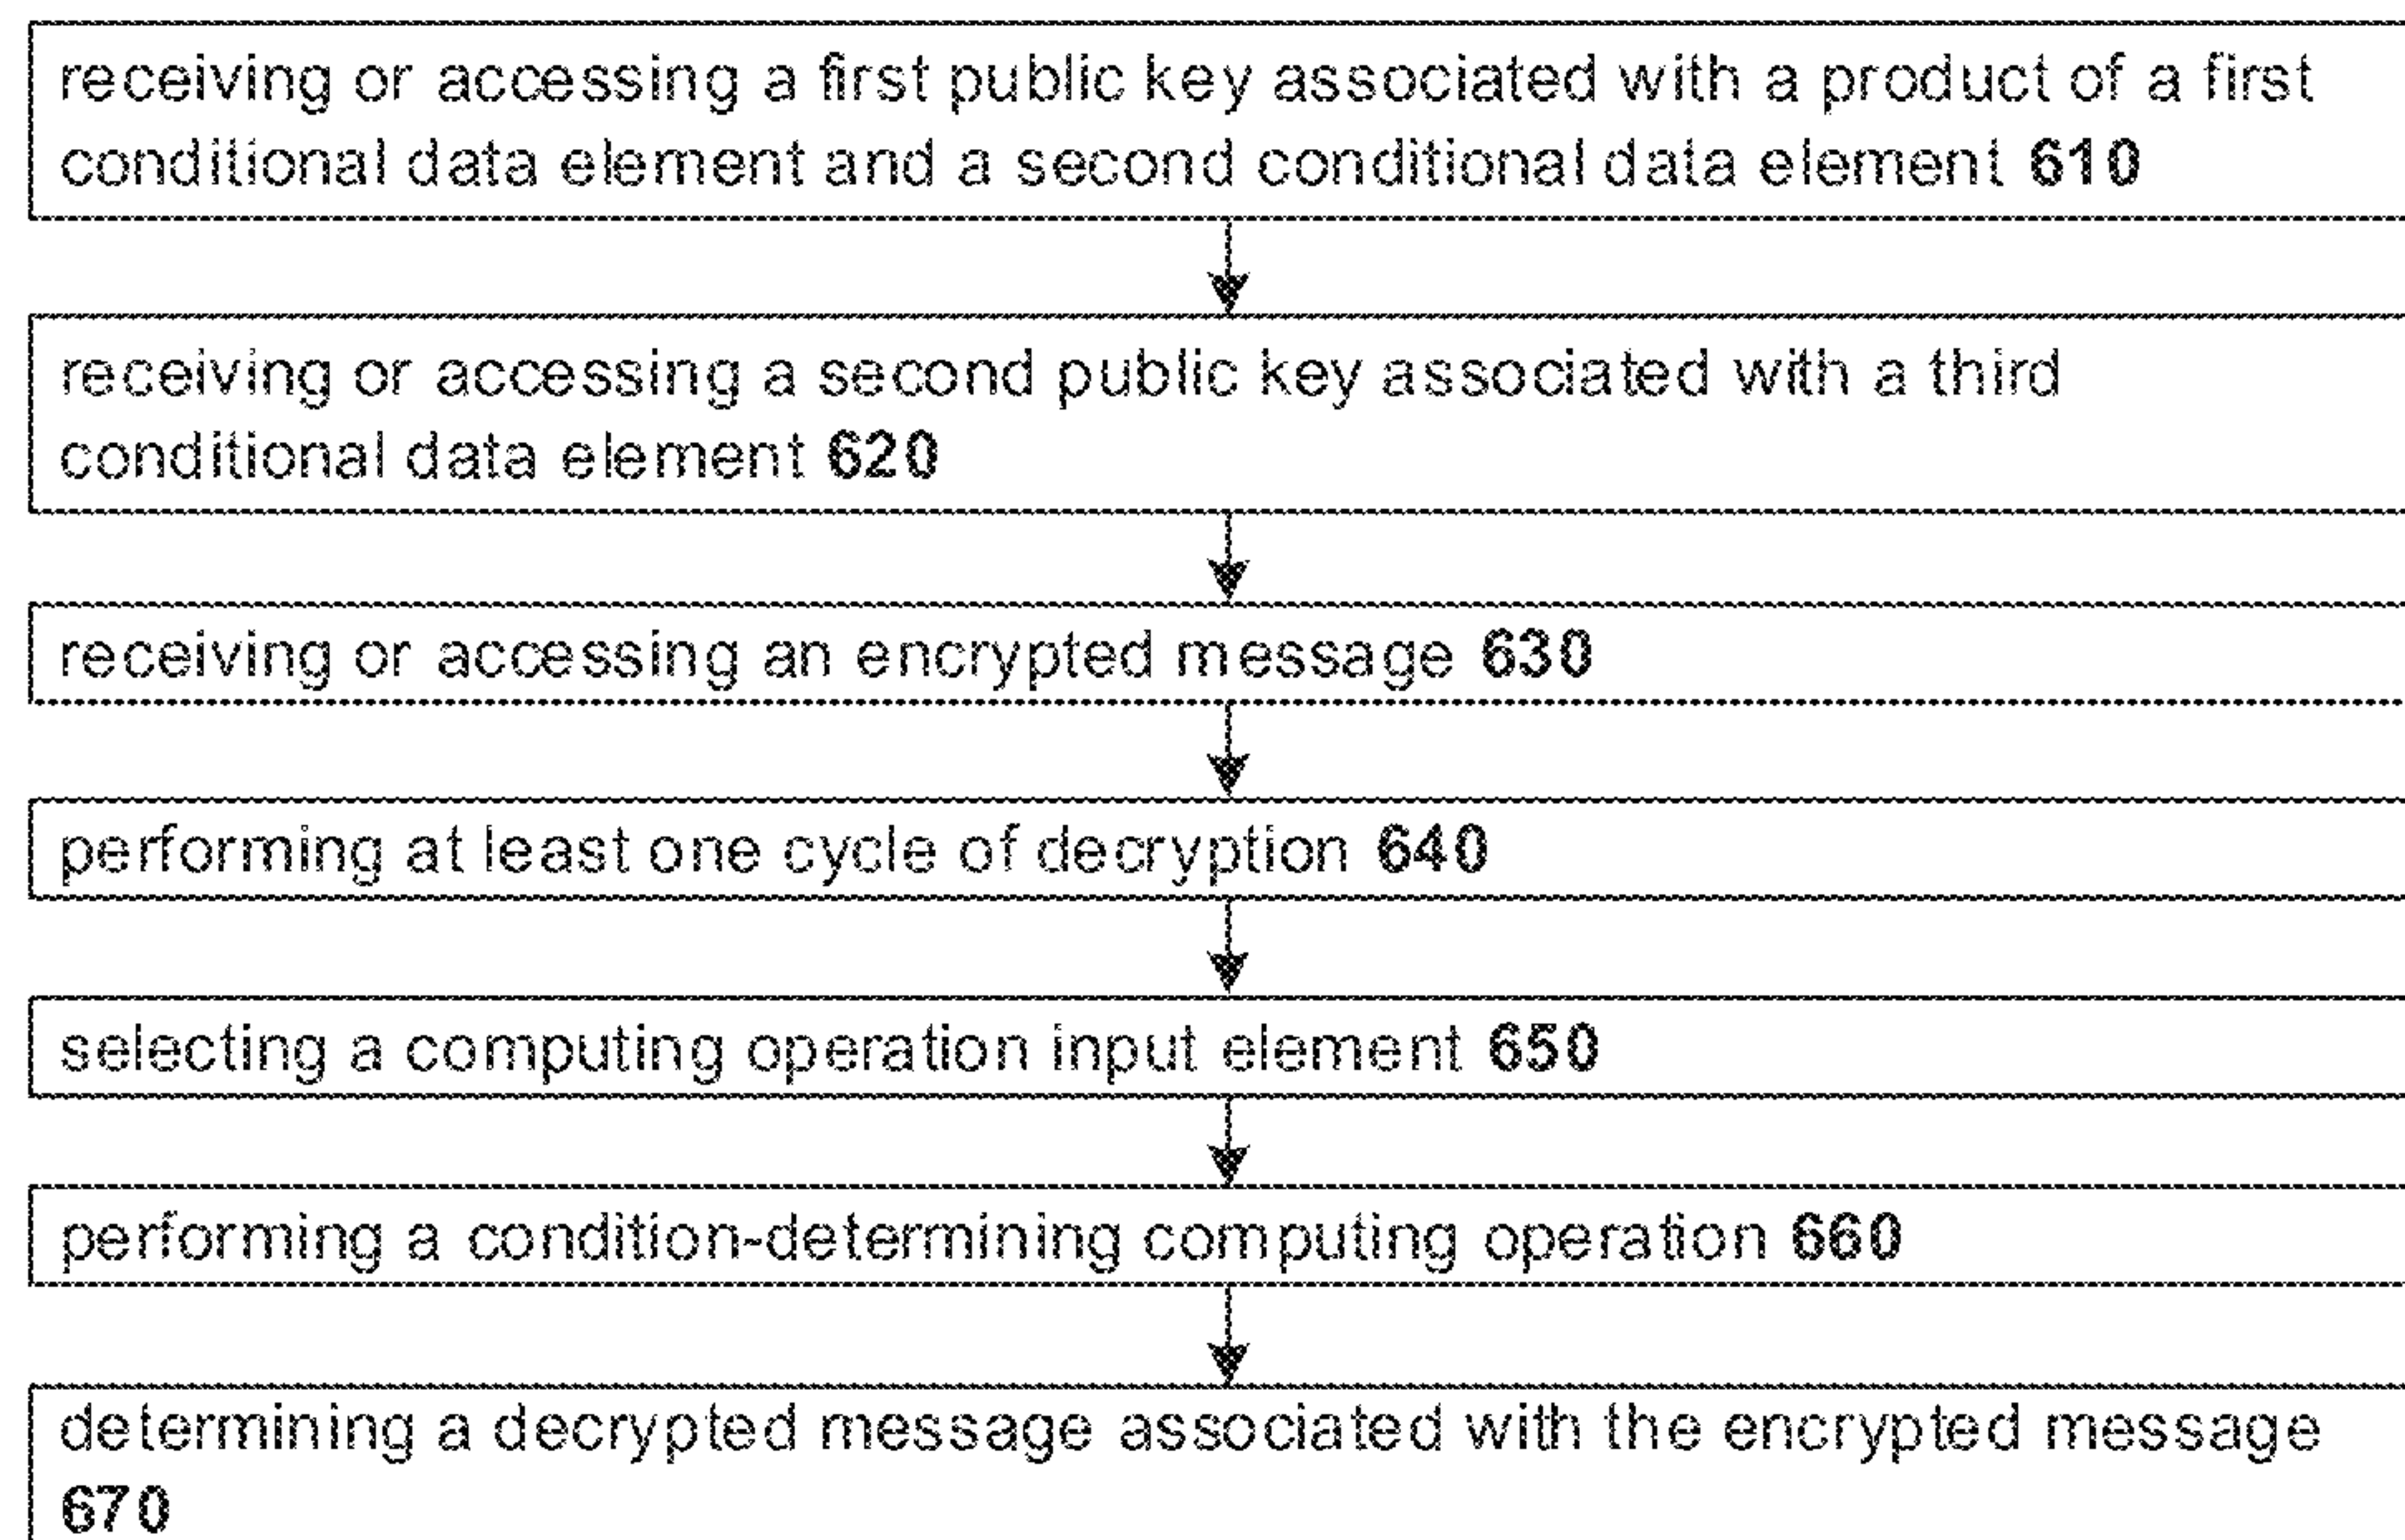 receiving or accessing a first public key associated with a product of a first
conditional data element and a second conditional data element 610
receiving or accessing a second public key associated with a third
conditional data element 620
receiving or accessing an encrypted message 630
performing at least one cycle of decryption 640
selecting a computing operation input element 650
performing a condition-determining computing operation 660
determining a decrypted message associated with the encrypted message
670